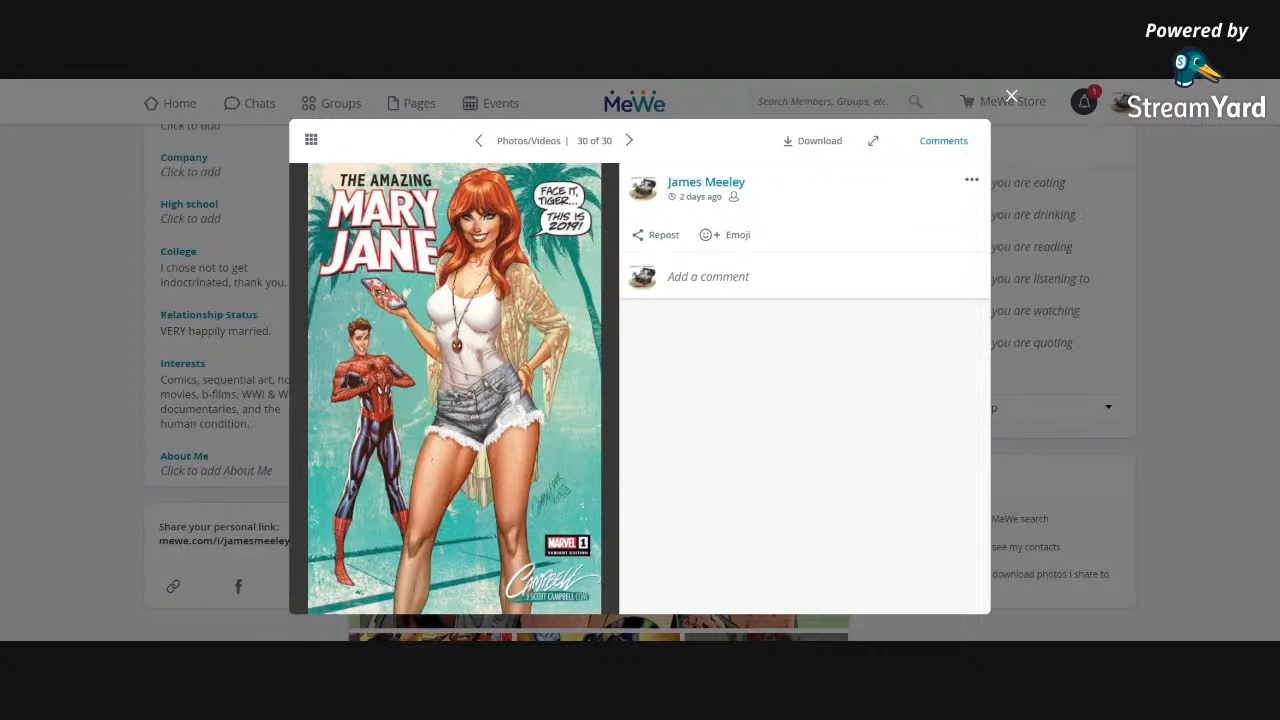 Powered by
StreamYard
Home
Chats
Groups
Pages
Events
MeWe
Search Members, Groups, etc.
MeWe Store
1
Click to add
Company
Click to add
High school
Click to add
College
I chose not to get
indoctrinated, thank you.
Relationship Status
VERY happily married.
Interests
Comics, sequential art, ho
movies, b-films, WWI & W
documentaries, and the
human condition.
About Me
Click to add About Me
Share your personal link:
mewe.com/i/jamesmeeley
Photos/Videos | 30 of 30
Download
Comments
THE AMAZING
MARY
JANE
FACE IT,
TIGER...
THIS IS
2019!
MARVEL 1
VARIANT EDITION
CAMPBELL
J SCOTT CAMPBELL.COM
James Meeley
2 days ago
Repost
Emoji
Add a comment
you are eating
you are drinking
you are reading
you are listening to
you are watching
you are quoting
p
MeWe search
see my contacts
download photos I share to